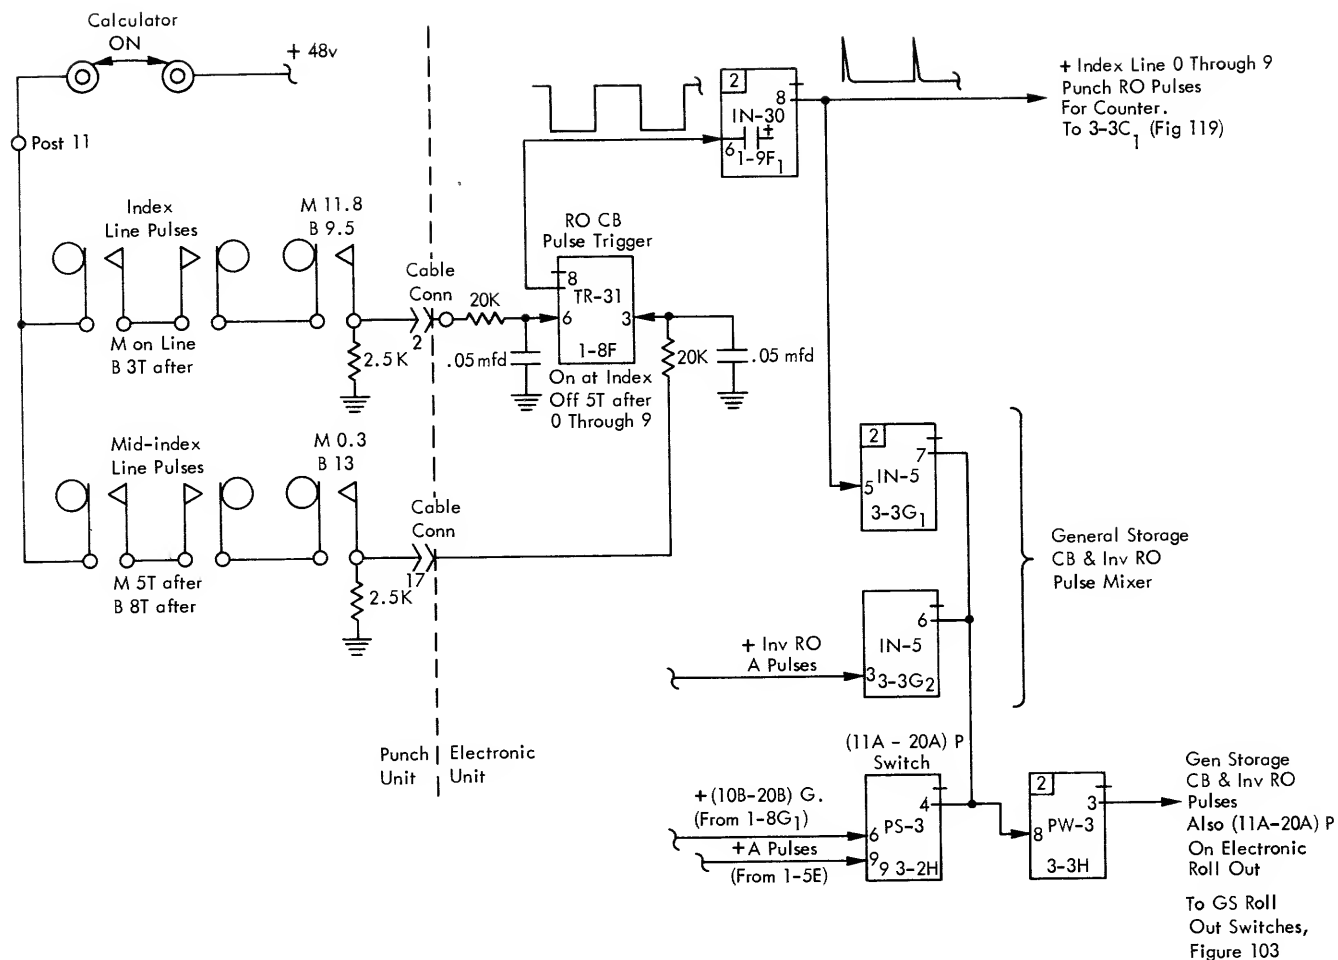 Calculator
ON
+ 48v
Post 11
Index
Line Pulses
M 11.8
B 9.5
M on Line
B 3T after
2.5K
Cable
Conn
2
20K
.05 mfd
RO CB
Pulse Trigger
8
TR-31
6
3
1-8F
On at Index
Off 5T after
0 Through 9
20K
.05 mfd
2
8
IN-30
+
6
1-9F1
+ Index Line 0 Through 9
Punch RO Pulses
For Counter.
To 3-3C1 (Fig 119)
Mid-index
Line Pulses
M 0.3
B 13
M 5T after
B 8T after
2.5K
Cable
Conn
17
2
7
IN-5
5
3-3G1
6
IN-5
3
3-3G2
+ Inv RO
A Pulses
General Storage
CB & Inv RO
Pulse Mixer
Punch
Unit
Electronic
Unit
(11A - 20A) P
Switch
+ (10B-20B) G.
(From 1-8G1)
+A Pulses
(From 1-5E)
4
PS-3
6
9
9 3-2H
2
3
PW-3
8
3-3H
Gen Storage
CB & Inv RO
Pulses
Also (11A-20A) P
On Electronic
Roll Out
To GS Roll
Out Switches,
Figure 103